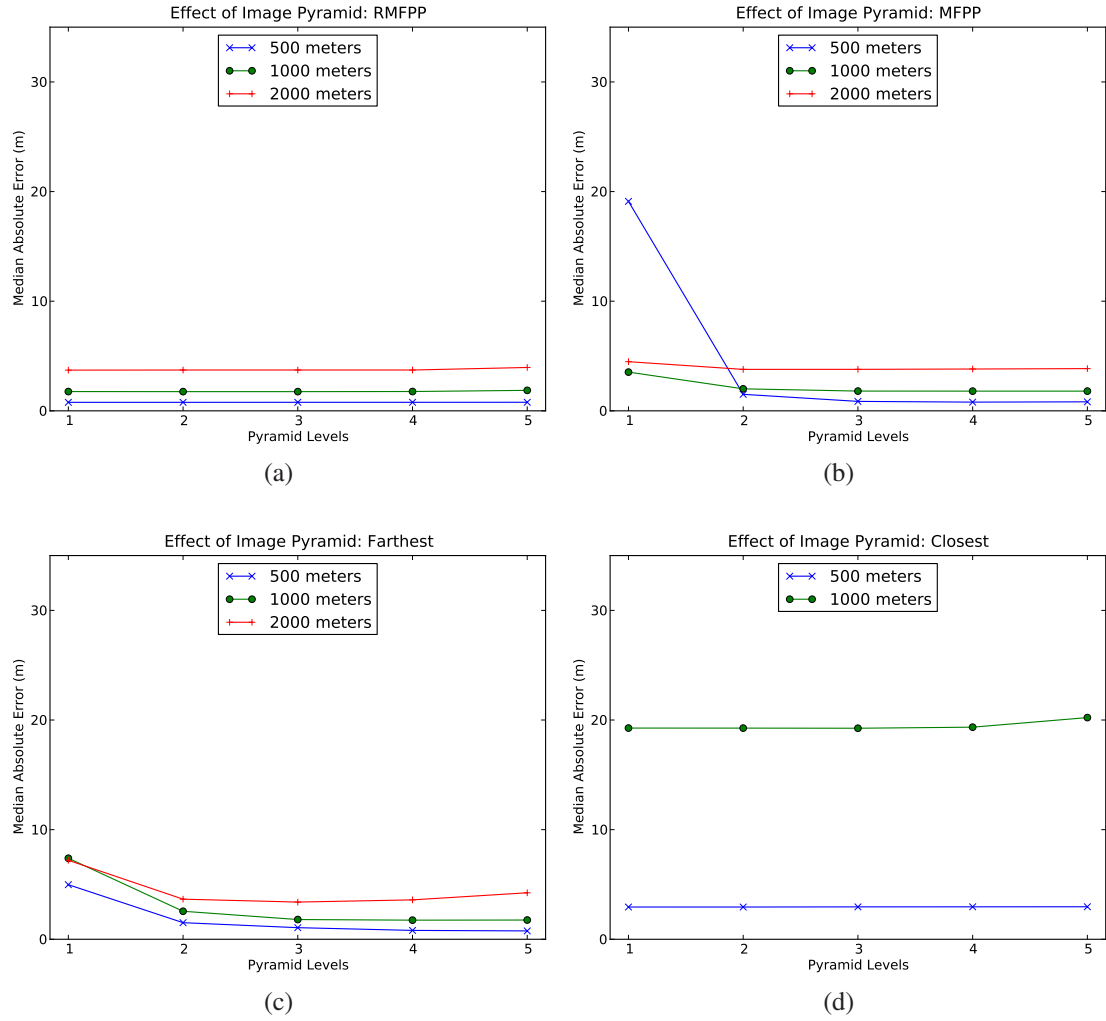 Effect of Image Pyramid: RMFPP
500 meters
1000 meters
2000 meters
Median Absolute Error (m)
30
20
10
0
1 2 3 4 5
Pyramid Levels
(a)
Effect of Image Pyramid: MFPP
500 meters
1000 meters
2000 meters
Median Absolute Error (m)
30
20
10
0
1 2 3 4 5
Pyramid Levels
(b)
Effect of Image Pyramid: Farthest
500 meters
1000 meters
2000 meters
Median Absolute Error (m)
30
20
10
0
1 2 3 4 5
Pyramid Levels
(c)
Effect of Image Pyramid: Closest
500 meters
1000 meters
Median Absolute Error (m)
30
20
10
0
1 2 3 4 5
Pyramid Levels
(d)